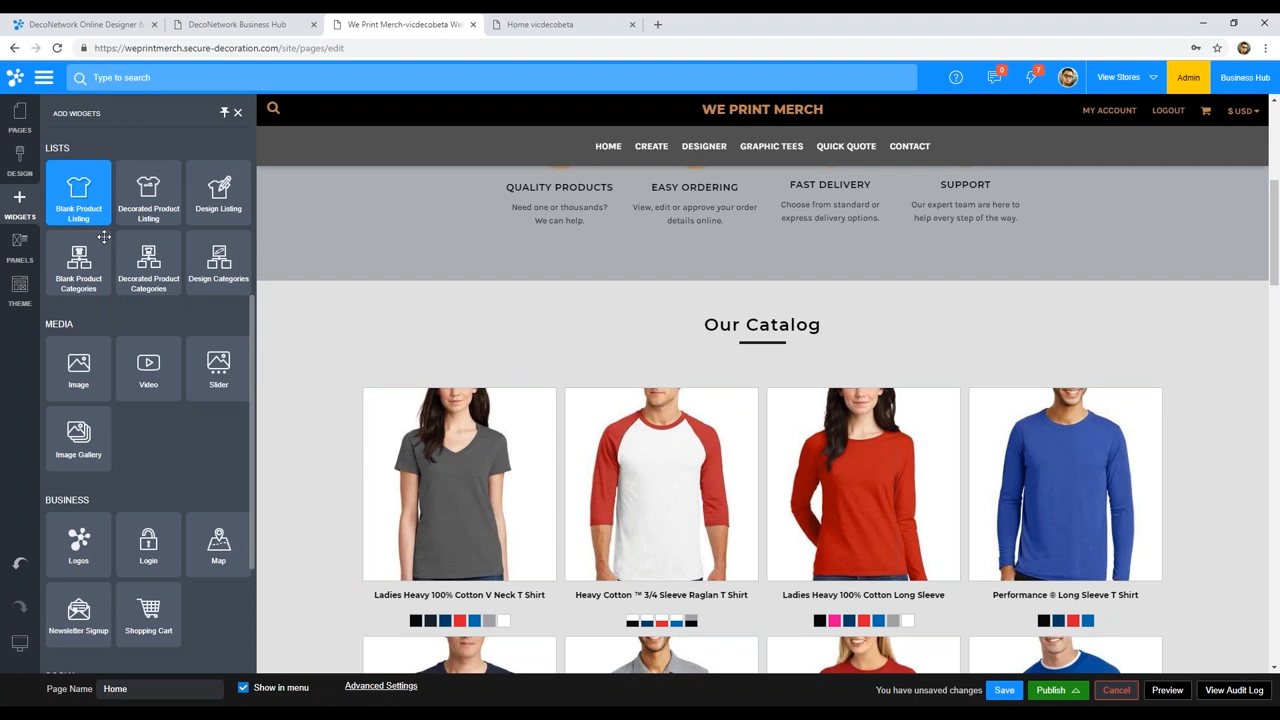 DecoNetwork Online Designer &
DecoNetwork Business Hub
We Print Merch-vicdecobeta We
Home vicdecobeta
https://weprintmerch.secure-decoration.com/site/pages/edit
Type to search
0
7
View Stores
Admin
Business Hub
PAGES
DESIGN
WIDGETS
PANELS
THEME
ADD WIDGETS
LISTS
Blank Product
Listing
Decorated Product
Listing
Design Listing
Blank Product
Categories
Decorated Product
Categories
Design Categories
MEDIA
Image
Video
Slider
Image Gallery
BUSINESS
Logos
Login
Map
Newsletter Signup
Shopping Cart
WE PRINT MERCH
MY ACCOUNT
LOGOUT
$ USD
HOME
CREATE
DESIGNER
GRAPHIC TEES
QUICK QUOTE
CONTACT
QUALITY PRODUCTS
Need one or thousands?
We can help.
EASY ORDERING
View, edit or approve your order
details online.
FAST DELIVERY
Choose from standard or
express delivery options.
SUPPORT
Our expert team are here to
help every step of the way.
Our Catalog
Ladies Heavy 100% Cotton V Neck T Shirt
Heavy Cotton ™ 3/4 Sleeve Raglan T Shirt
Ladies Heavy 100% Cotton Long Sleeve
Performance ® Long Sleeve T Shirt
Page Name
Home
Show in menu
Advanced Settings
You have unsaved changes
Save
Publish
Cancel
Preview
View Audit Log